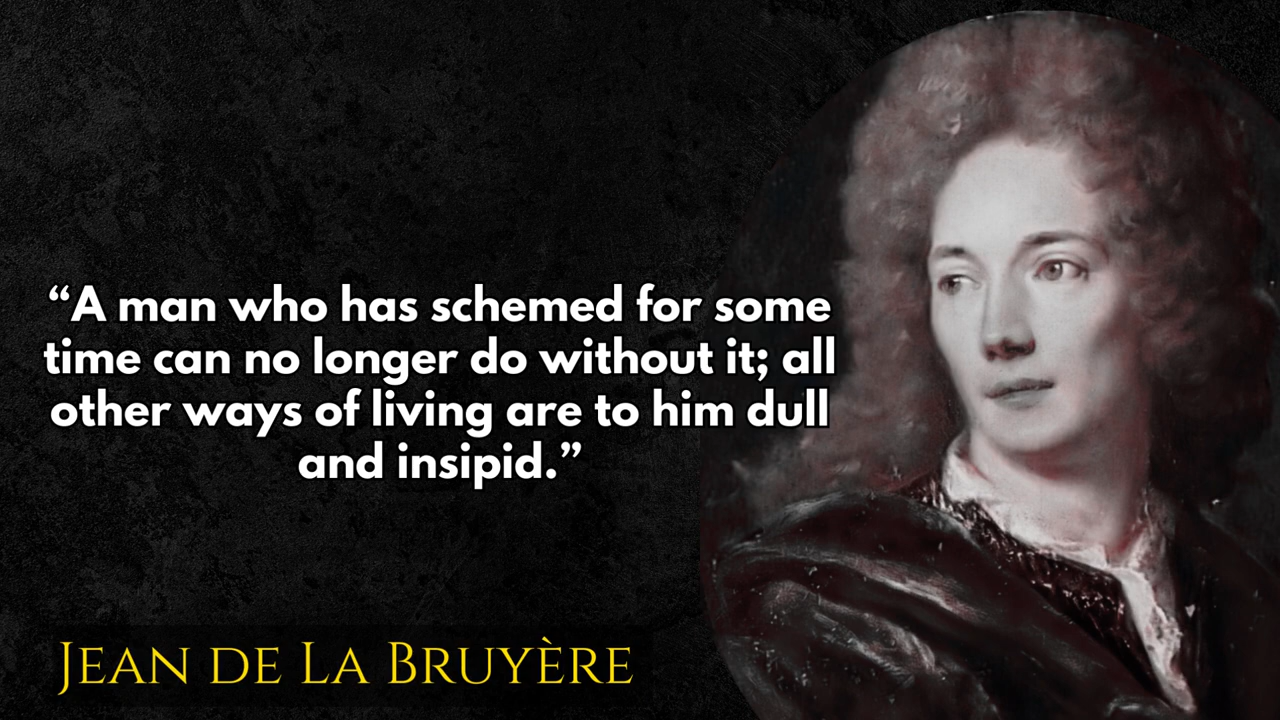 “A man who has schemed for some
time can no longer do without it; all
other ways of living are to him dull
and insipid.”
Jean de La Bruyère